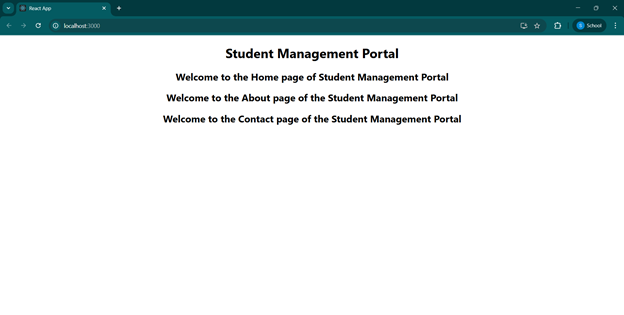 React App
localhost:3000
School
Student Management Portal
Welcome to the Home page of Student Management Portal
Welcome to the About page of the Student Management Portal
Welcome to the Contact page of the Student Management Portal